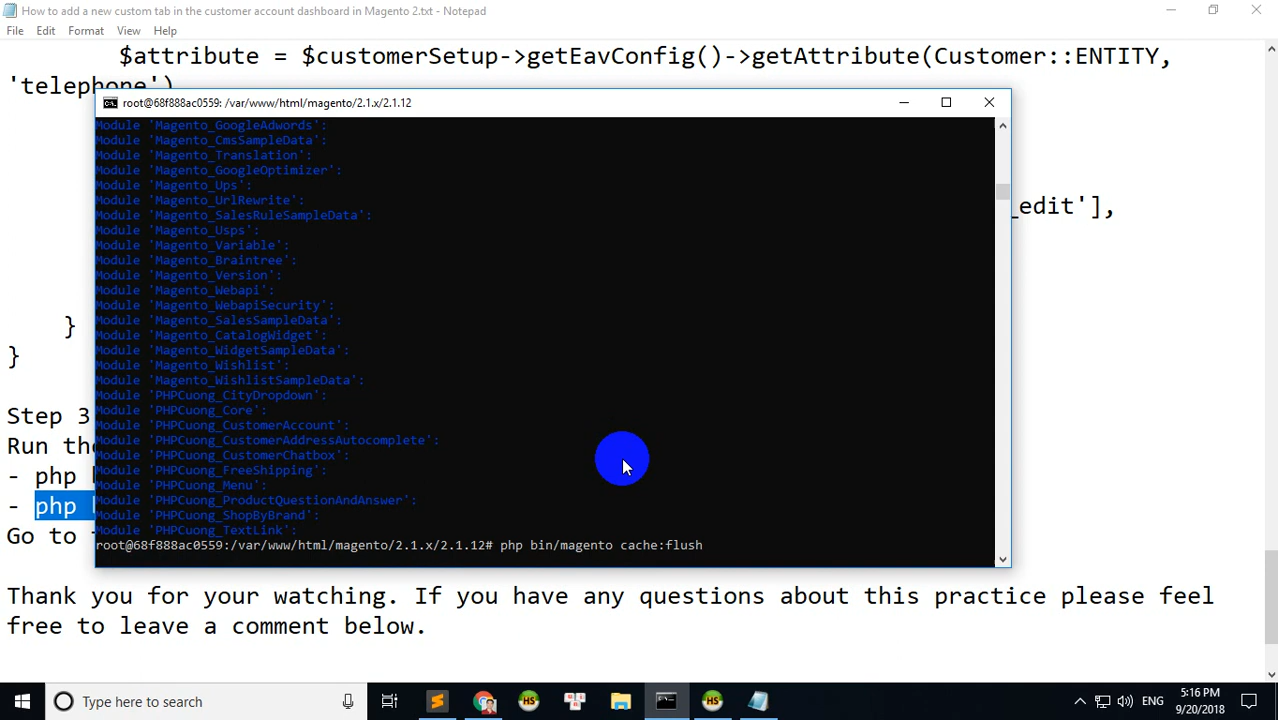 How to add a new custom tab in the customer account dashboard in Magento 2.txt - Notepad
File Edit Format View Help
$attribute = $customerSetup->getEavConfig()->getAttribute(Customer::ENTITY,
'telephone')
root@68f888ac0559: /var/www/html/magento/2.1.x/2.1.12
Module 'Magento_GoogleAdwords':
Module 'Magento_CmsSampleData':
Module 'Magento_Translation':
Module 'Magento_GoogleOptimizer':
Module 'Magento_Ups':
Module 'Magento_UrlRewrite':
Module 'Magento_SalesRuleSampleData':
_edit'],
Module 'Magento_Usps':
Module 'Magento_Variable':
Module 'Magento_Braintree':
Module 'Magento_Version':
Module 'Magento_Webapi':
Module 'Magento_WebapiSecurity':
Module 'Magento_SalesSampleData':
Module 'Magento_CatalogWidget':
Module 'Magento_WidgetSampleData':
Module 'Magento_Wishlist':
Module 'Magento_WishlistSampleData':
Module 'PHPCuong_CityDropdown':
Module 'PHPCuong_Core':
Module 'PHPCuong_CustomerAccount':
Module 'PHPCuong_CustomerAddressAutocomplete':
Module 'PHPCuong_CustomerChatbox':
Module 'PHPCuong_FreeShipping':
Module 'PHPCuong_Menu':
Module 'PHPCuong_ProductQuestionAndAnswer':
Module 'PHPCuong_ShopByBrand':
Module 'PHPCuong_TextLink':
root@68f888ac0559:/var/www/html/magento/2.1.x/2.1.12# php bin/magento cache:flush
}
}
Step 3
Run the
- php
- php
Go to
Thank you for your watching. If you have any questions about this practice please feel
free to leave a comment below.
Type here to search
ENG
5:16 PM
9/20/2018